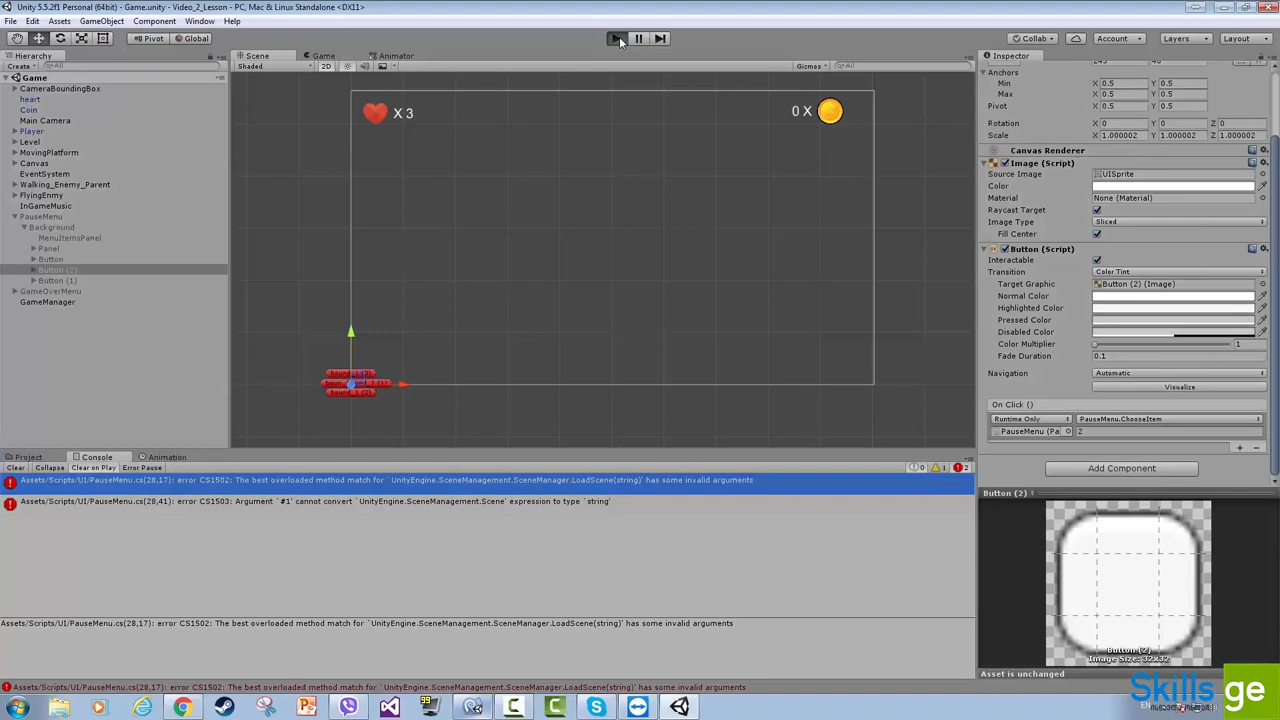 Unity 5.5.2f1 Personal (64bit) - Game.unity - Video_2_Lesson - PC, Mac & Linux Standalone <DX11>
File Edit Assets GameObject Component Window Help
Pivot Global Collab Account Layers Layout
Hierarchy Scene Game Animator Inspector
Create All Shaded 2D Gizmos All
Game
CameraBoundingBox
heart
Coin
Main Camera
Player
Level
MovingPlatform
Canvas
EventSystem
Walking_Enemy_Parent
FlyingEnmy
InGameMusic
PauseMenu
Background
MenuItemsPanel
Panel
Button
Button (2)
Button (1)
GameOverMenu
GameManager
X 3
0 X
Anchors
Min X 0.5 Y 0.5
Max X 0.5 Y 0.5
Pivot X 0.5 Y 0.5
Rotation X 0 Y 0 Z 0
Scale X 1.000002 Y 1.000002 Z 1.000002
Canvas Renderer
Image (Script)
Source Image UISprite
Color
Material None (Material)
Raycast Target
Image Type Sliced
Fill Center
Button (Script)
Interactable
Transition Color Tint
Target Graphic Button (2) (Image)
Normal Color
Highlighted Color
Pressed Color
Disabled Color
Color Multiplier 1
Fade Duration 0.1
Navigation Automatic
Visualize
On Click ()
Runtime Only PauseMenu.ChooseItem
PauseMenu (Pa 2
Add Component
Button (2)
Button (2)
Image Size: 32x32
Asset is unchanged
Project Console Animation
Clear Collapse Clear on Play Error Pause 0 1 2
Assets/Scripts/UI/PauseMenu.cs(28,17): error CS1502: The best overloaded method match for `UnityEngine.SceneManagement.SceneManager.LoadScene(string)' has some invalid arguments
Assets/Scripts/UI/PauseMenu.cs(28,41): error CS1503: Argument `#1' cannot convert `UnityEngine.SceneManagement.Scene' expression to type `string'
Assets/Scripts/UI/PauseMenu.cs(28,17): error CS1502: The best overloaded method match for `UnityEngine.SceneManagement.SceneManager.LoadScene(string)' has some invalid arguments
Assets/Scripts/UI/PauseMenu.cs(28,17): error CS1502: The best overloaded method match for `UnityEngine.SceneManagement.SceneManager.LoadScene(string)' has some invalid arguments
99
Skills ge